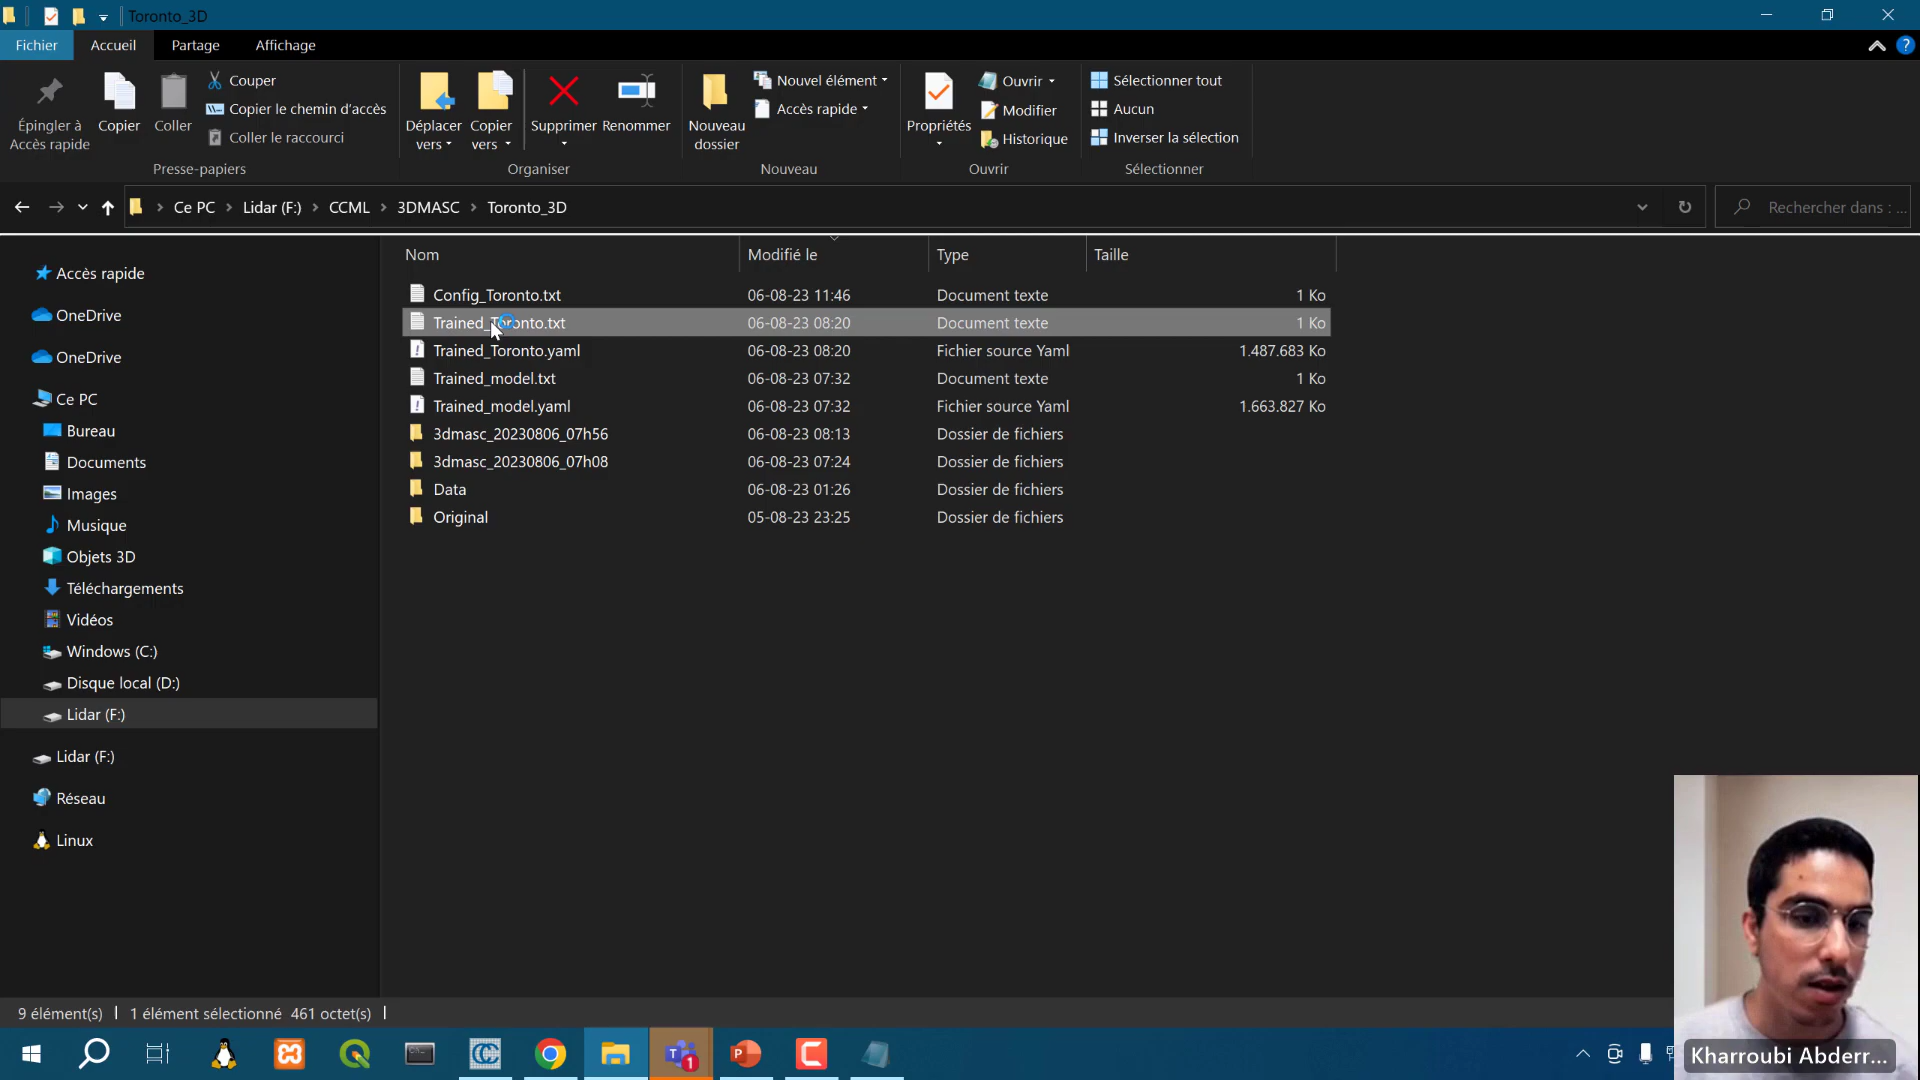 Toronto_3D
Fichier
Accueil
Partage
Affichage
Épingler à
Accès rapide
Copier
Coller
Couper
Copier le chemin d'accès
Coller le raccourci
Presse-papiers
Déplacer
vers
Copier
vers
Supprimer
Renommer
Organiser
Nouveau
dossier
Nouvel élément
Accès rapide
Nouveau
Propriétés
Ouvrir
Modifier
Historique
Ouvrir
Sélectionner tout
Aucun
Inverser la sélection
Sélectionner
Ce PC
Lidar (F:)
CCML
3DMASC
Toronto_3D
Rechercher dans : ...
Accès rapide
OneDrive
OneDrive
Ce PC
Bureau
Documents
Images
Musique
Objets 3D
Téléchargements
Vidéos
Windows (C:)
Disque local (D:)
Lidar (F:)
Lidar (F:)
Réseau
Linux
Nom Modifié le Type Taille
Config_Toronto.txt 06-08-23 11:46 Document texte 1 Ko
Trained_Toronto.txt 06-08-23 08:20 Document texte 1 Ko
Trained_Toronto.yaml 06-08-23 08:20 Fichier source Yaml 1.487.683 Ko
Trained_model.txt 06-08-23 07:32 Document texte 1 Ko
Trained_model.yaml 06-08-23 07:32 Fichier source Yaml 1.663.827 Ko
3dmasc_20230806_07h56 06-08-23 08:13 Dossier de fichiers
3dmasc_20230806_07h08 06-08-23 07:24 Dossier de fichiers
Data 06-08-23 01:26 Dossier de fichiers
Original 05-08-23 23:25 Dossier de fichiers
9 élément(s) 1 élément sélectionné 461 octet(s)
Kharroubi Abderr...